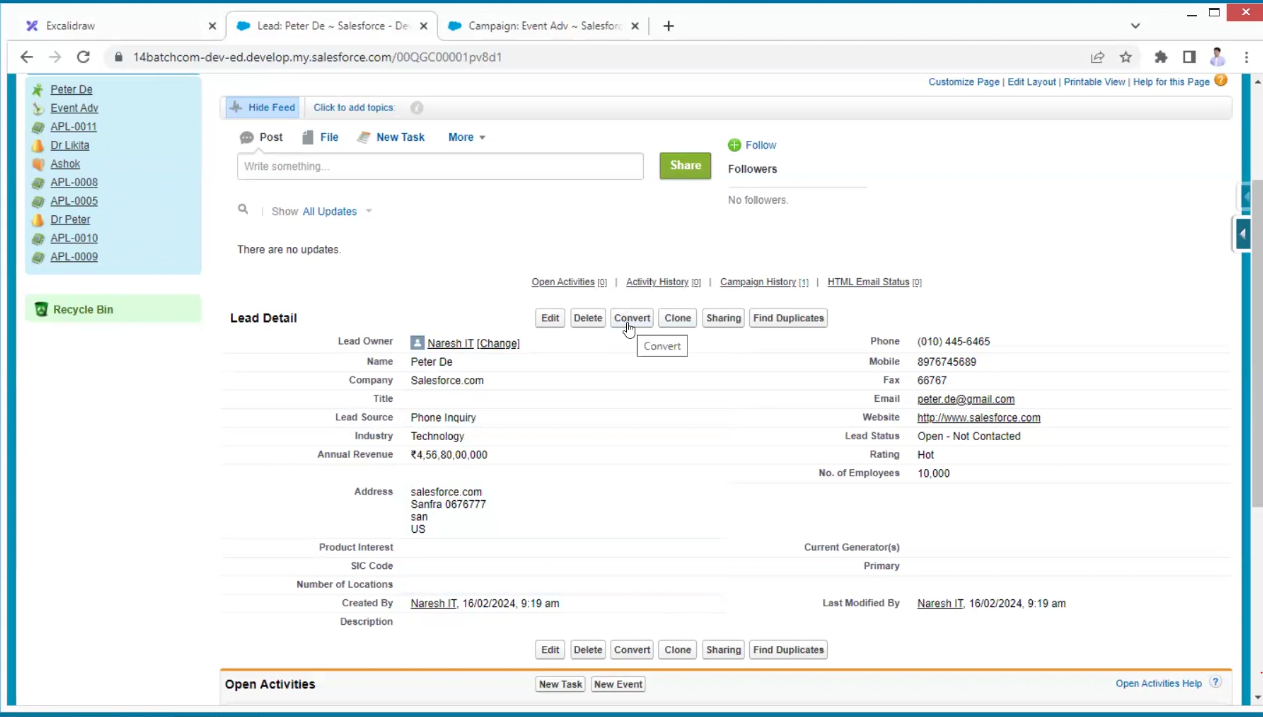 Excalidraw
Lead: Peter De ~ Salesforce - De
Campaign: Event Adv ~ Salesforc
14batchcom-dev-ed.develop.my.salesforce.com/00QGC00001pv8d1
Customize Page | Edit Layout | Printable View | Help for this Page ?
Peter De
Event Adv
APL-0011
Dr Likita
Ashok
APL-0008
APL-0005
Dr Peter
APL-0010
APL-0009
Recycle Bin
Hide Feed Click to add topics:
Post File New Task More
Write something... Share
Follow
Followers
No followers.
Show All Updates
There are no updates.
Open Activities [0] | Activity History [0] | Campaign History [1] | HTML Email Status [0]
Lead Detail Edit Delete Convert Clone Sharing Find Duplicates
Convert
Lead Owner Naresh IT [Change] Phone (010) 445-6465
Name Peter De Mobile 8976745689
Company Salesforce.com Fax 66767
Title Email peter.de@gmail.com
Lead Source Phone Inquiry Website http://www.salesforce.com
Industry Technology Lead Status Open - Not Contacted
Annual Revenue ₹4,56,80,00,000 Rating Hot
No. of Employees 10,000
Address salesforce.com
Sanfra 0676777
san
US
Product Interest Current Generator(s)
SIC Code Primary
Number of Locations
Created By Naresh IT, 16/02/2024, 9:19 am Last Modified By Naresh IT, 16/02/2024, 9:19 am
Description
Edit Delete Convert Clone Sharing Find Duplicates
Open Activities New Task New Event Open Activities Help ?